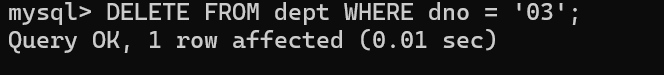 mysql> DELETE FROM dept WHERE dno = '03';
Query OK, 1 row affected (0.01 sec)